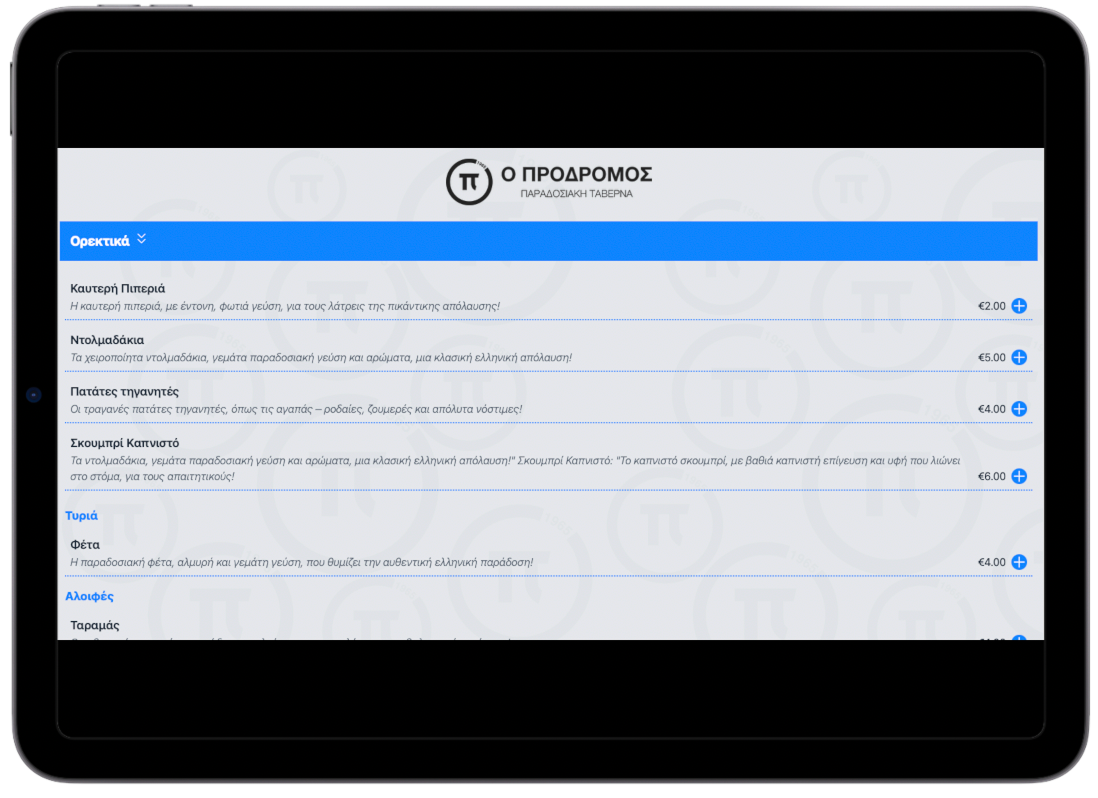 π Ο ΠΡΟΔΡΟΜΟΣ
ΠΑΡΑΔΟΣΙΑΚΗ ΤΑΒΕΡΝΑ
Ορεκτικά
Καυτερή Πιπεριά
Η καυτερή πιπεριά, με έντονη, φωτιά γεύση, για τους λάτρεις της πικάντικης απόλαυσης!
€2.00
Ντολμαδάκια
Τα χειροποίητα ντολμαδάκια, γεμάτα παραδοσιακή γεύση και αρώματα, μια κλασική ελληνική απόλαυση!
€5.00
Πατάτες τηγανητές
Οι τραγανές πατάτες τηγανητές, όπως τις αγαπάς – ροδαίες, ζουμερές και απόλυτα νόστιμες!
€4.00
Σκουμπρί Καπνιστό
Τα ντολμαδάκια, γεμάτα παραδοσιακή γεύση και αρώματα, μια κλασική ελληνική απόλαυση!" Σκουμπρί Καπνιστό: "Το καπνιστό σκουμπρί, με βαθιά καπνιστή επίγευση και υφή που λιώνει
στο στόμα, για τους απαιτητικούς!
€6.00
Τυριά
Φέτα
Η παραδοσιακή φέτα, αλμυρή και γεμάτη γεύση, που θυμίζει την αυθεντική ελληνική παράδοση!
€4.00
Αλοιφές
Ταραμάς